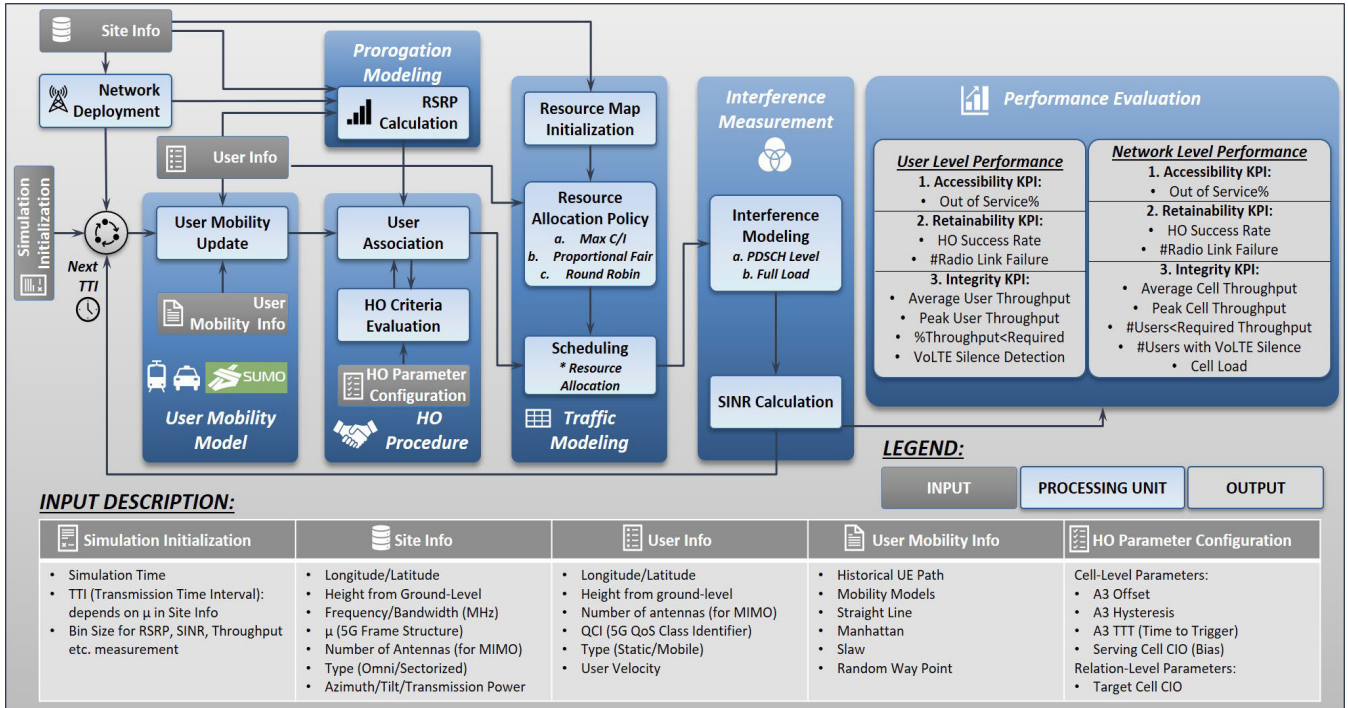 Site Info
Network
Deployment
Simulation
Initialization
Next
TTI
User Info
User Mobility
Update
User
Mobility Info
SUMO
User Mobility
Model
Prorogation
Modeling
RSRP
Calculation
User
Association
HO Criteria
Evaluation
HO Parameter
Configuration
HO
Procedure
Resource Map
Initialization
Resource
Allocation Policy
a. Max C/I
b. Proportional Fair
c. Round Robin
Scheduling
* Resource
Allocation
Traffic
Modeling
Interference
Measurement
Interference
Modeling
a. PDSCH Level
b. Full Load
SINR Calculation
Performance Evaluation
User Level Performance
1. Accessibility KPI:
• Out of Service%
2. Retainability KPI:
• HO Success Rate
• #Radio Link Failure
3. Integrity KPI:
• Average User Throughput
• Peak User Throughput
• %Throughput<Required
• VoLTE Silence Detection
Network Level Performance
1. Accessibility KPI:
• Out of Service%
2. Retainability KPI:
• HO Success Rate
• #Radio Link Failure
3. Integrity KPI:
• Average Cell Throughput
• Peak Cell Throughput
• #Users<Required Throughput
• #Users with VoLTE Silence
• Cell Load
LEGEND:
INPUT
PROCESSING UNIT
OUTPUT
INPUT DESCRIPTION:
Simulation Initialization
• Simulation Time
• TTI (Transmission Time Interval):
depends on μ in Site Info
• Bin Size for RSRP, SINR, Throughput
etc. measurement
Site Info
• Longitude/Latitude
• Height from Ground-Level
• Frequency/Bandwidth (MHz)
• μ (5G Frame Structure)
• Number of Antennas (for MIMO)
• Type (Omni/Sectorized)
• Azimuth/Tilt/Transmission Power
User Info
• Longitude/Latitude
• Height from ground-level
• Number of antennas (for MIMO)
• QCI (5G QoS Class Identifier)
• Type (Static/Mobile)
• User Velocity
User Mobility Info
• Historical UE Path
• Mobility Models
• Straight Line
• Manhattan
• Slaw
• Random Way Point
HO Parameter Configuration
Cell-Level Parameters:
• A3 Offset
• A3 Hysteresis
• A3 TTT (Time to Trigger)
• Serving Cell CIO (Bias)
Relation-Level Parameters:
• Target Cell CIO